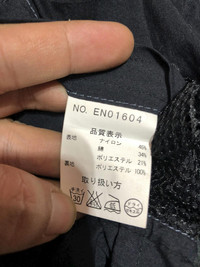 NO. EN01604
品質表示
表地 ナイロン 45%
綿 34%
ポリエステル 21%
裏地 ポリエステル 100%
取り扱い方
30